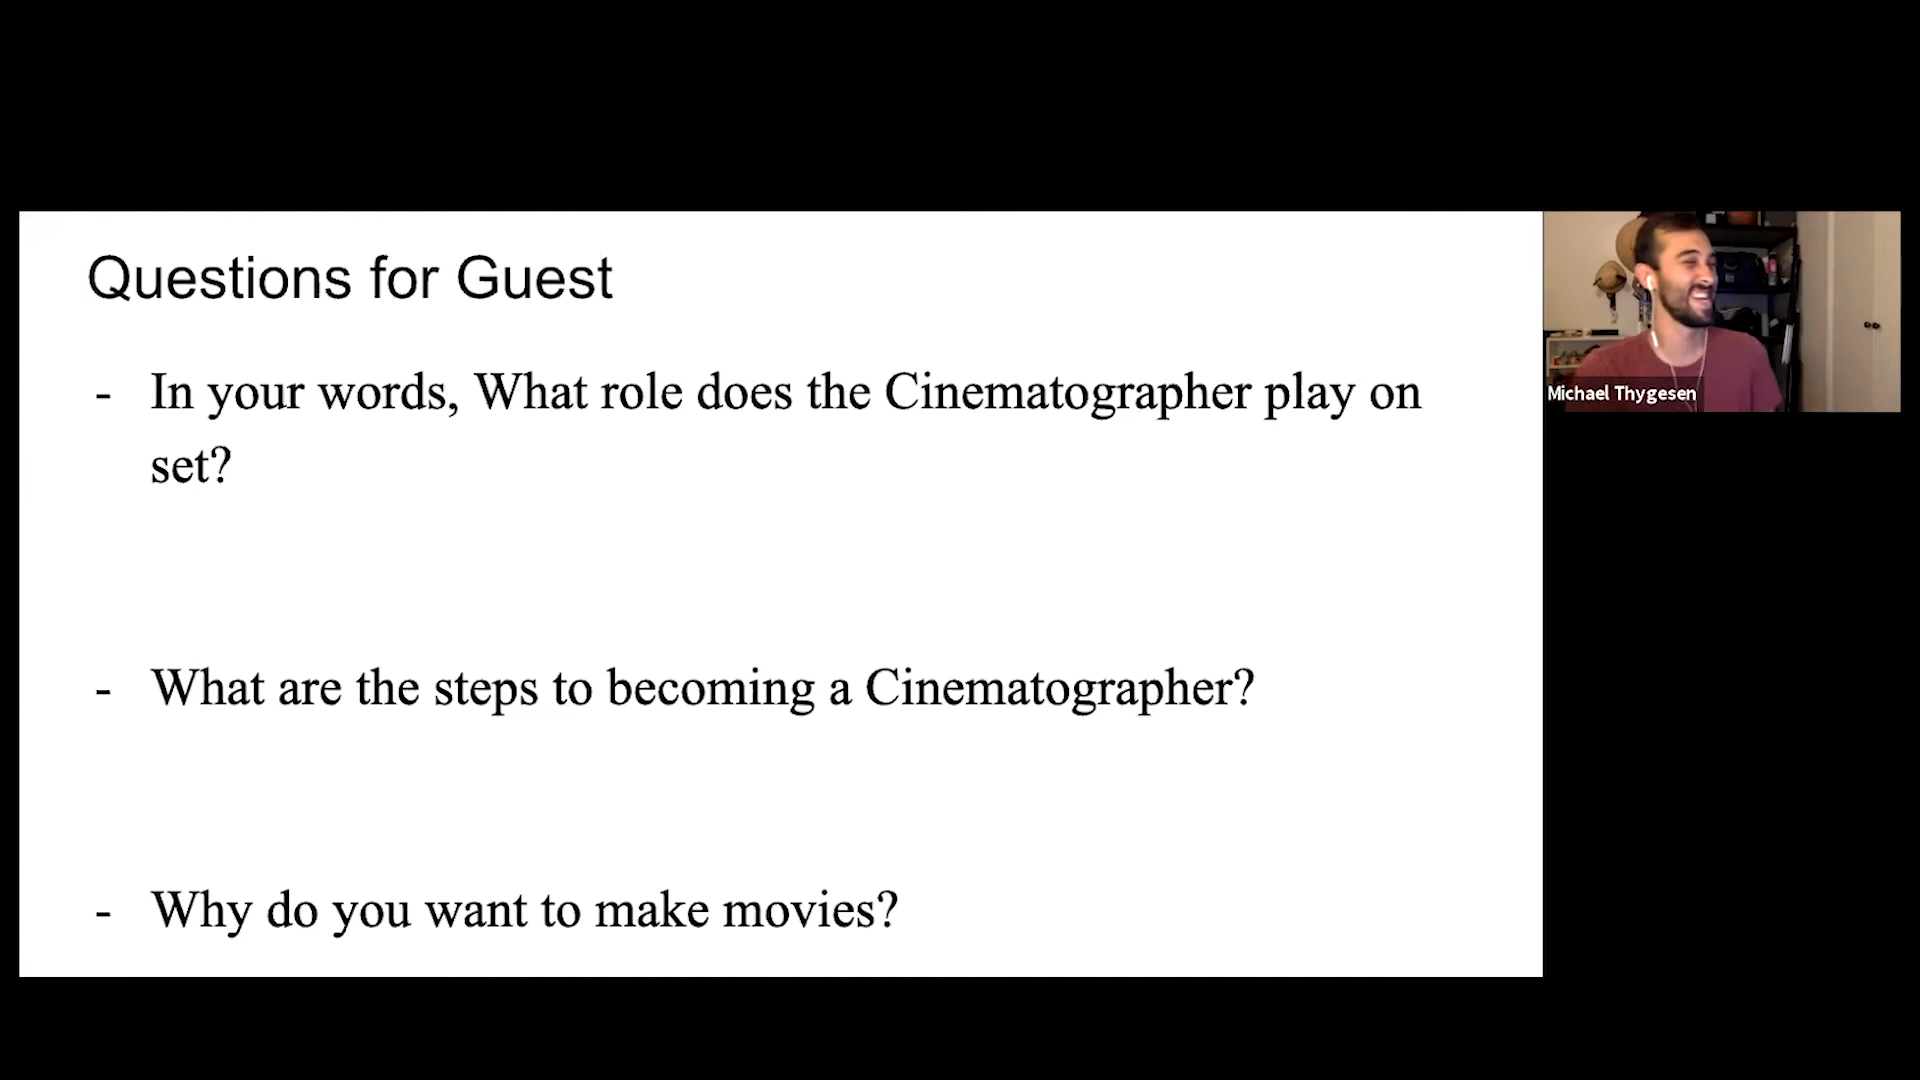 Questions for Guest
- In your words, What role does the Cinematographer play on
set?
- What are the steps to becoming a Cinematographer?
- Why do you want to make movies?
Michael Thygesen